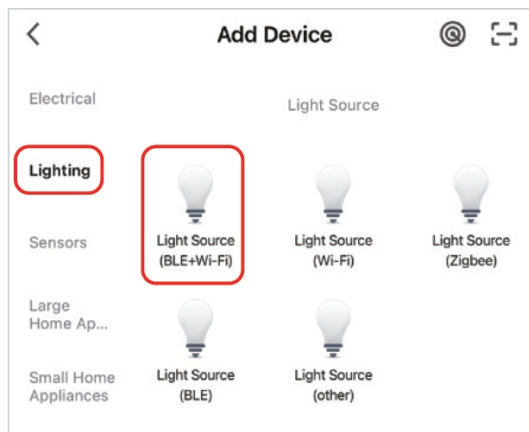 Add Device
Electrical
Lighting
Sensors
Large
Home Ap...
Small Home
Appliances
Light Source
Light Source
(BLE+Wi-Fi)
Light Source
(Wi-Fi)
Light Source
(Zigbee)
Light Source
(BLE)
Light Source
(other)